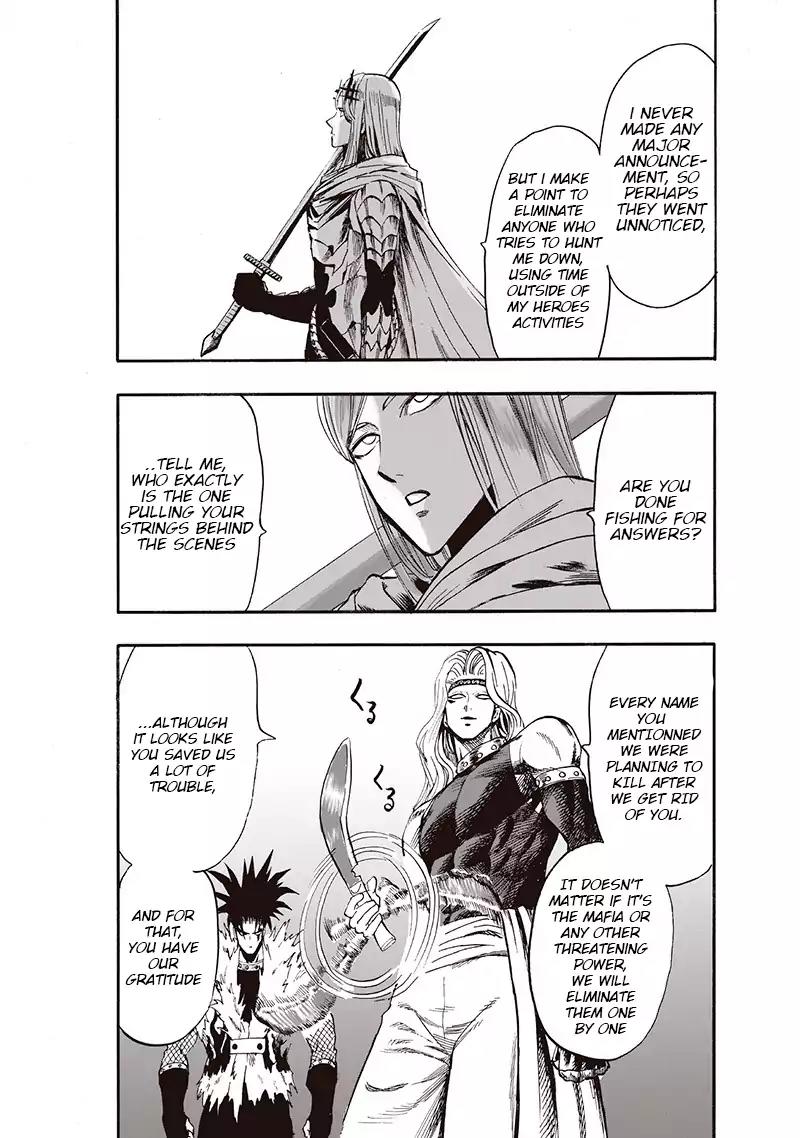 I NEVER
MADE ANY
MAJOR
ANNOUNCE-
MENT, SO
PERHAPS
THEY WENT
UNNOTICED,
BUT I MAKE
A POINT TO
ELIMINATE
ANYONE WHO
TRIES TO HUNT
ME DOWN,
USING TIME
OUTSIDE OF
MY HEROES
ACTIVITIES
ARE YOU
DONE
FISHING FOR
ANSWERS?
..TELL ME,
WHO EXACTLY
IS THE ONE
PULLING YOUR
STRINGS BEHIND
THE SCENES
EVERY NAME
YOU
MENTIONNED
WE WERE
PLANNING TO
KILL AFTER
WE GET RID
OF YOU.
IT DOESN'T
MATTER IF IT'S
THE MAFIA OR
ANY OTHER
THREATENING
POWER,
WE WILL
ELIMINATE
THEM ONE
BY ONE
くる
くる
...ALTHOUGH
IT LOOKS LIKE
YOU SAVED US
A LOT OF
TROUBLE,
AND FOR
THAT,
YOU HAVE
OUR
GRATITUDE